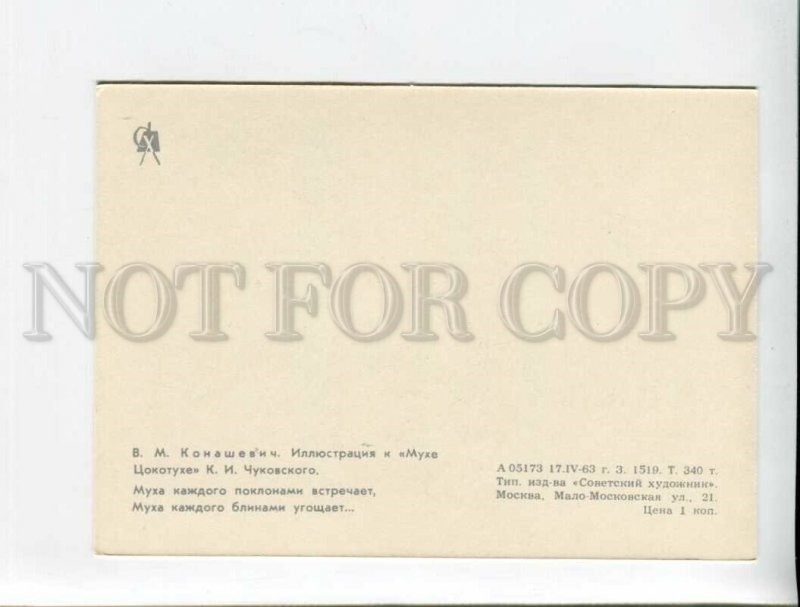 СХ
NOT FOR COPY
В. М. Конашевич. Иллюстрация к «Мухе
Цокотухе» К. И. Чуковского.
Муха каждого поклонами встречает,
Муха каждого блинами угощает...
А 05173 17.IV-63 г. З. 1519. Т. 340 т.
Тип. изд-ва «Советский художник».
Москва, Мало-Московская ул., 21.
Цена 1 коп.